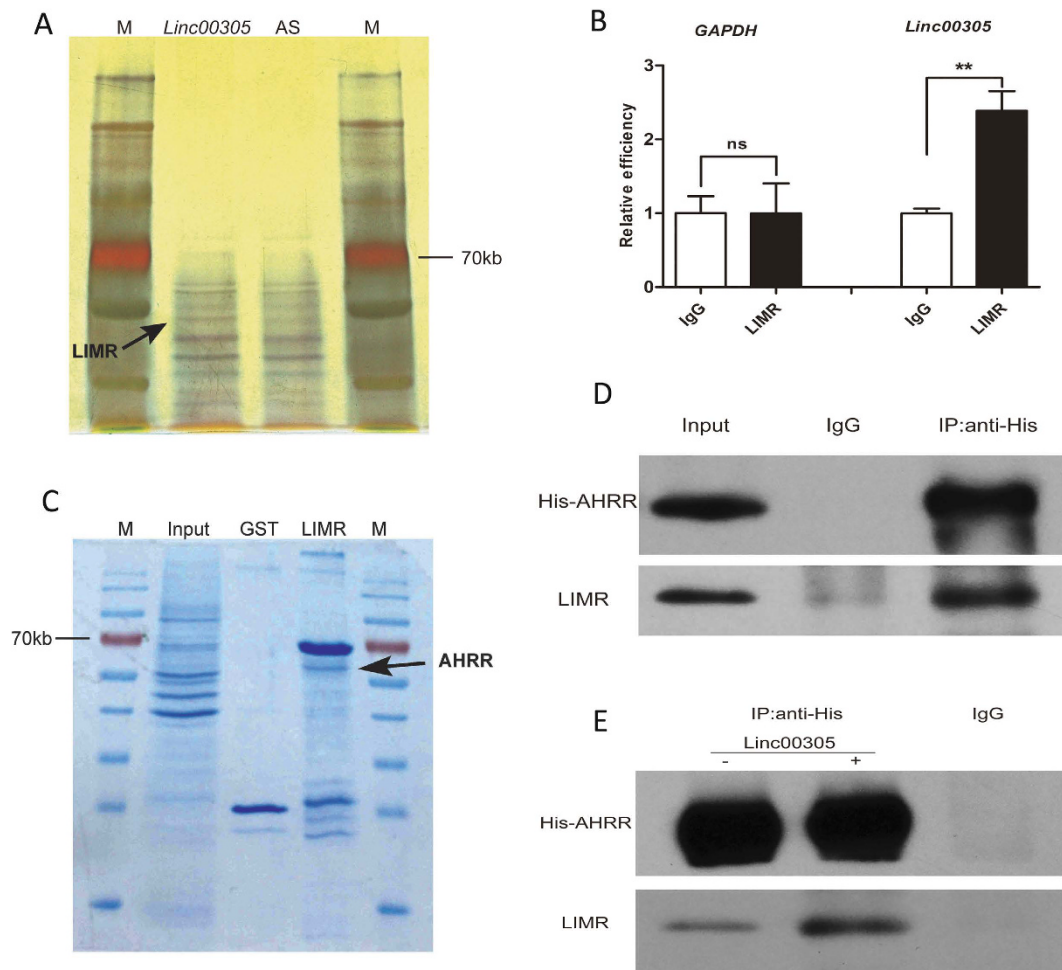 A
M Linc00305 AS M
70kb
LIMR
B
GAPDH Linc00305
Relative efficiency
3
2
1
0
ns
**
IgG LIMR IgG LIMR
C
M Input GST LIMR M
70kb
AHRR
D
Input IgG IP:anti-His
His-AHRR
LIMR
E
IP:anti-His IgG
Linc00305
- +
His-AHRR
LIMR